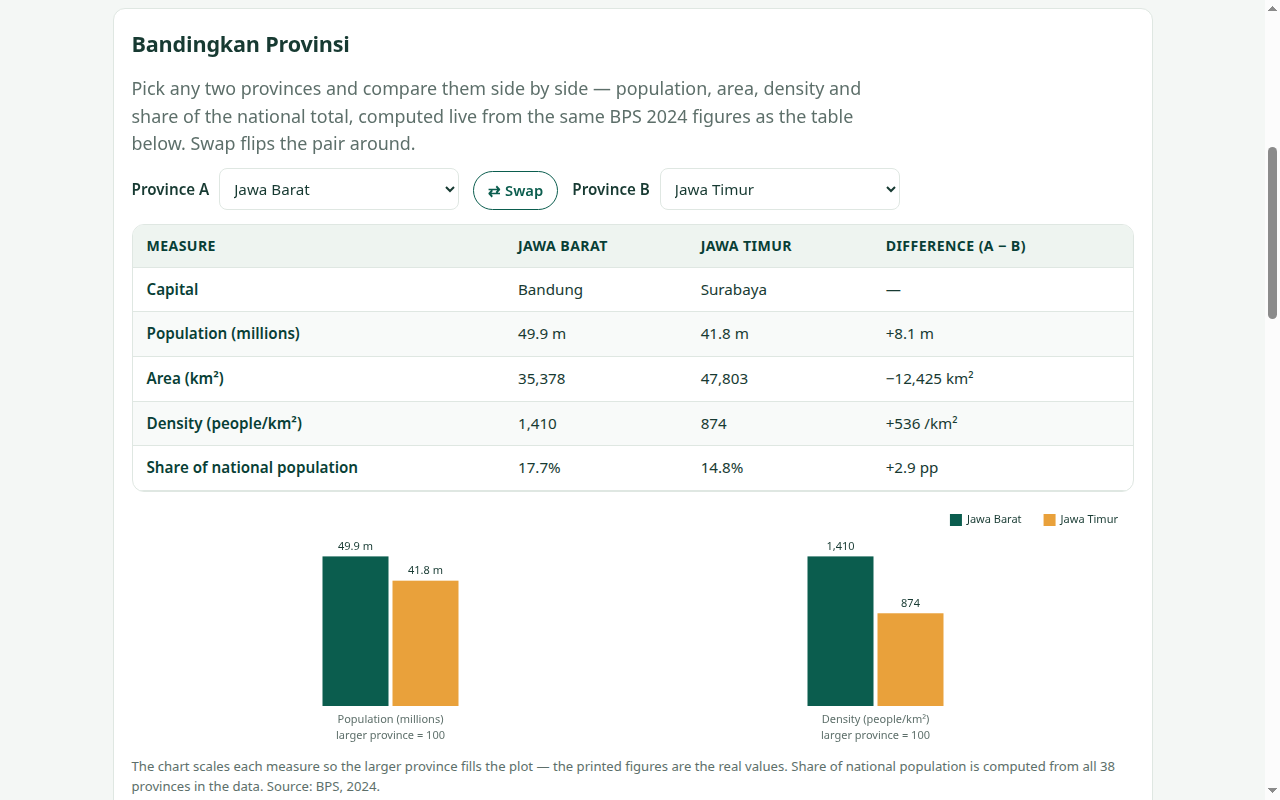 Bandingkan Provinsi
Pick any two provinces and compare them side by side — population, area, density and
share of the national total, computed live from the same BPS 2024 figures as the table
below. Swap flips the pair around.
Province A Jawa Barat ⇄ Swap Province B Jawa Timur
MEASURE JAWA BARAT JAWA TIMUR DIFFERENCE (A − B)
Capital Bandung Surabaya —
Population (millions) 49.9 m 41.8 m +8.1 m
Area (km²) 35,378 47,803 −12,425 km²
Density (people/km²) 1,410 874 +536 /km²
Share of national population 17.7% 14.8% +2.9 pp
Jawa Barat Jawa Timur
49.9 m 41.8 m
Population (millions)
larger province = 100
1,410 874
Density (people/km²)
larger province = 100
The chart scales each measure so the larger province fills the plot — the printed figures are the real values. Share of national population is computed from all 38
provinces in the data. Source: BPS, 2024.